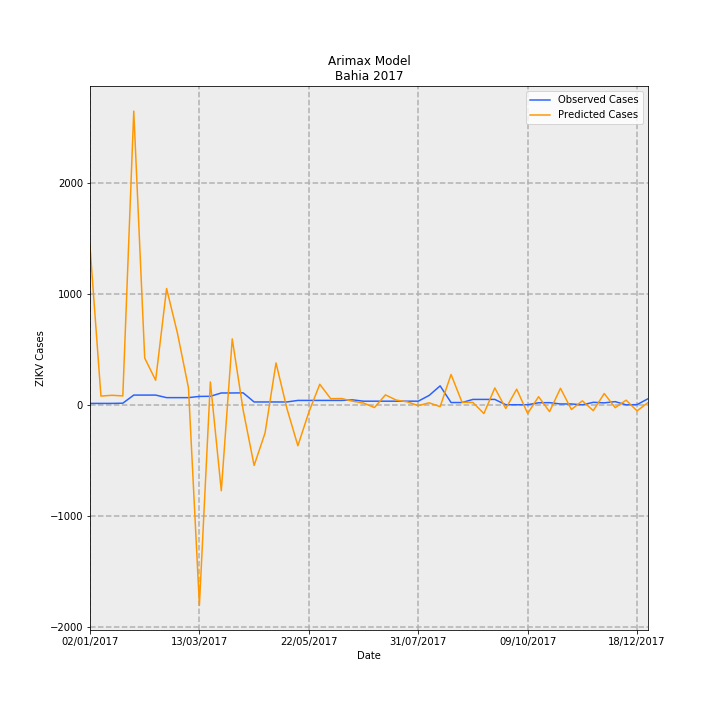 Arimax Model
Bahia 2017
Observed Cases
Predicted Cases
ZIKV Cases
2000
1000
0
−1000
−2000
02/01/2017
13/03/2017
22/05/2017
31/07/2017
09/10/2017
18/12/2017
Date